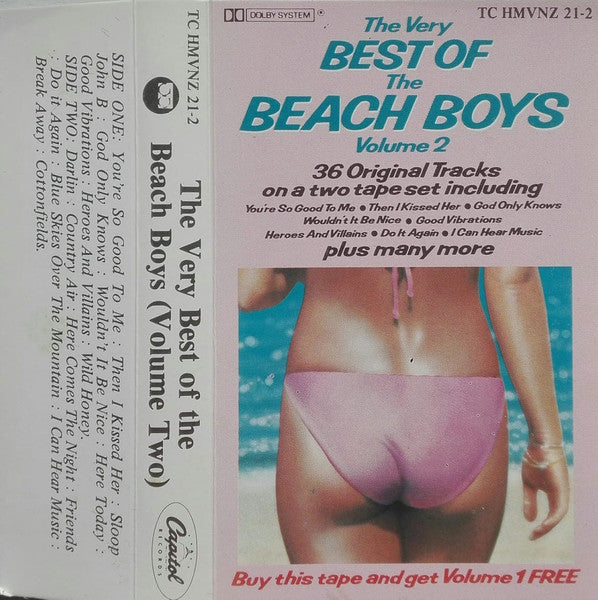 SIDE ONE: You're So Good To Me : Then I Kissed Her : Sloop
John B : God Only Knows : Wouldn't It Be Nice : Here Today :
Good Vibrations : Heroes And Villains : Wild Honey.
SIDE TWO: Darlin : Country Air : Here Comes The Night : Friends
: Do it Again : Blue Skies Over The Mountain : I Can Hear Music :
Break Away : Cottonfields.
TC HMVNZ 21-2
The Very Best of the
Beach Boys (Volume Two)
Capitol
RECORDS
DOLBY SYSTEM
TC HMVNZ 21-2
The Very
BEST OF
The
BEACH BOYS
Volume 2
36 Original Tracks
on a two tape set including
You're So Good To Me • Then I Kissed Her • God Only Knows
Wouldn't It Be Nice • Good Vibrations
Heroes And Villains • Do It Again • I Can Hear Music
plus many more
Buy this tape and get Volume 1 FREE